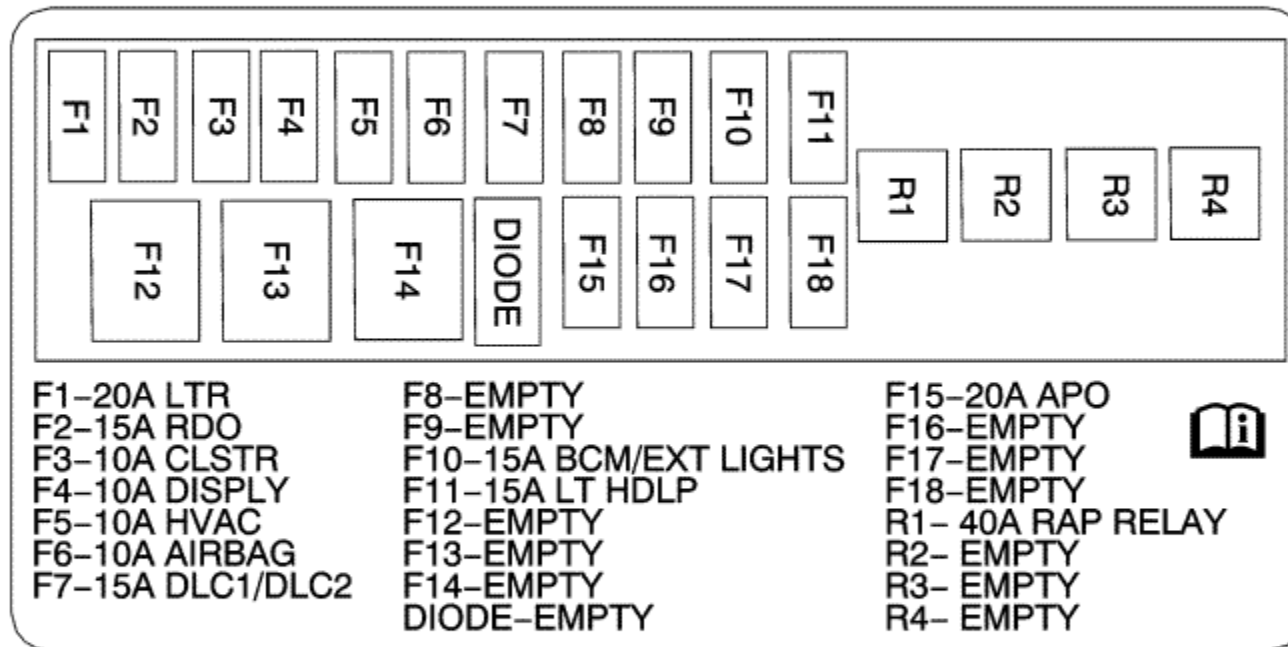 F1 F2 F3 F4 F5 F6 F7 F8 F9 F10 F11
R1 R2 R3 R4
F12 F13 F14 DIODE F15 F16 F17 F18
F1-20A LTR
F2-15A RDO
F3-10A CLSTR
F4-10A DISPLY
F5-10A HVAC
F6-10A AIRBAG
F7-15A DLC1/DLC2
F8-EMPTY
F9-EMPTY
F10-15A BCM/EXT LIGHTS
F11-15A LT HDLP
F12-EMPTY
F13-EMPTY
F14-EMPTY
DIODE-EMPTY
F15-20A APO
F16-EMPTY
F17-EMPTY
F18-EMPTY
R1- 40A RAP RELAY
R2- EMPTY
R3- EMPTY
R4- EMPTY
i